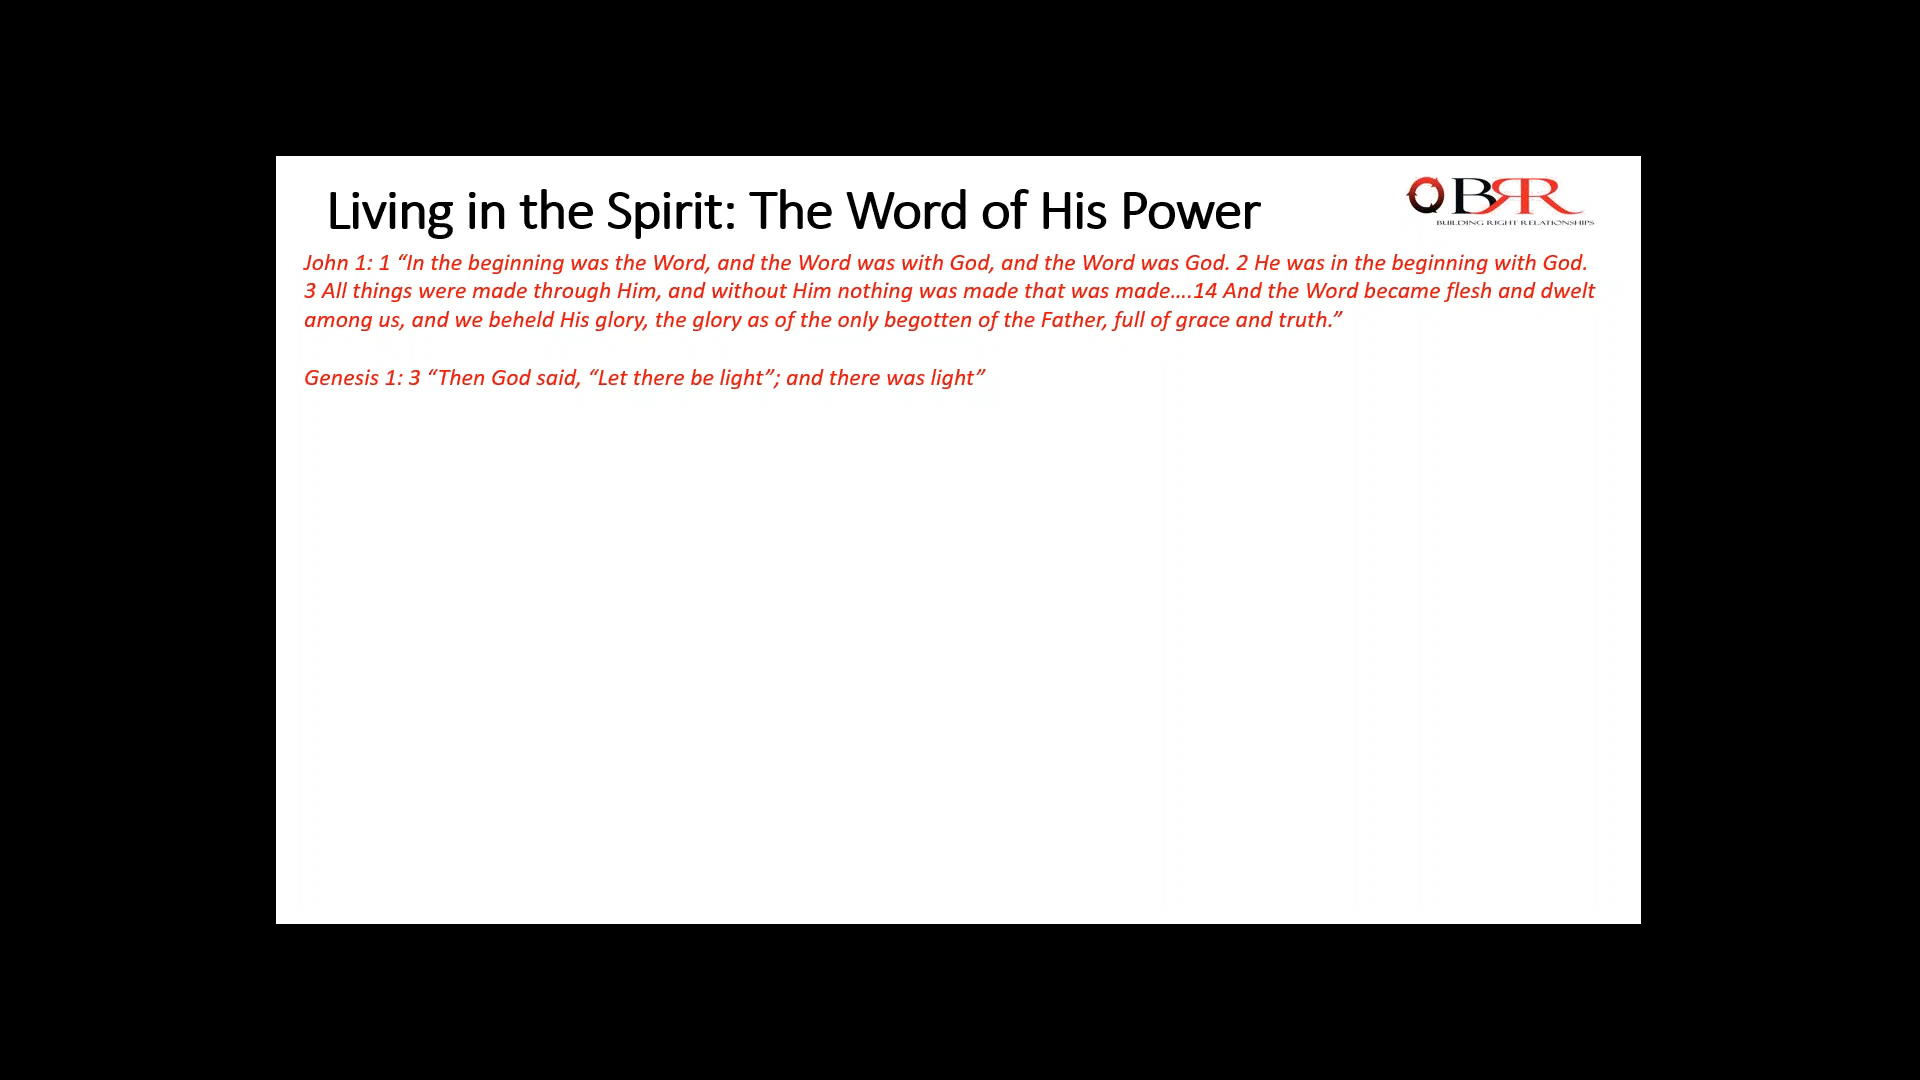 Living in the Spirit: The Word of His Power
BRR
BUILDING RIGHT RELATIONSHIPS
John 1: 1 “In the beginning was the Word, and the Word was with God, and the Word was God. 2 He was in the beginning with God.
3 All things were made through Him, and without Him nothing was made that was made….14 And the Word became flesh and dwelt
among us, and we beheld His glory, the glory as of the only begotten of the Father, full of grace and truth.”
Genesis 1: 3 “Then God said, “Let there be light”; and there was light”